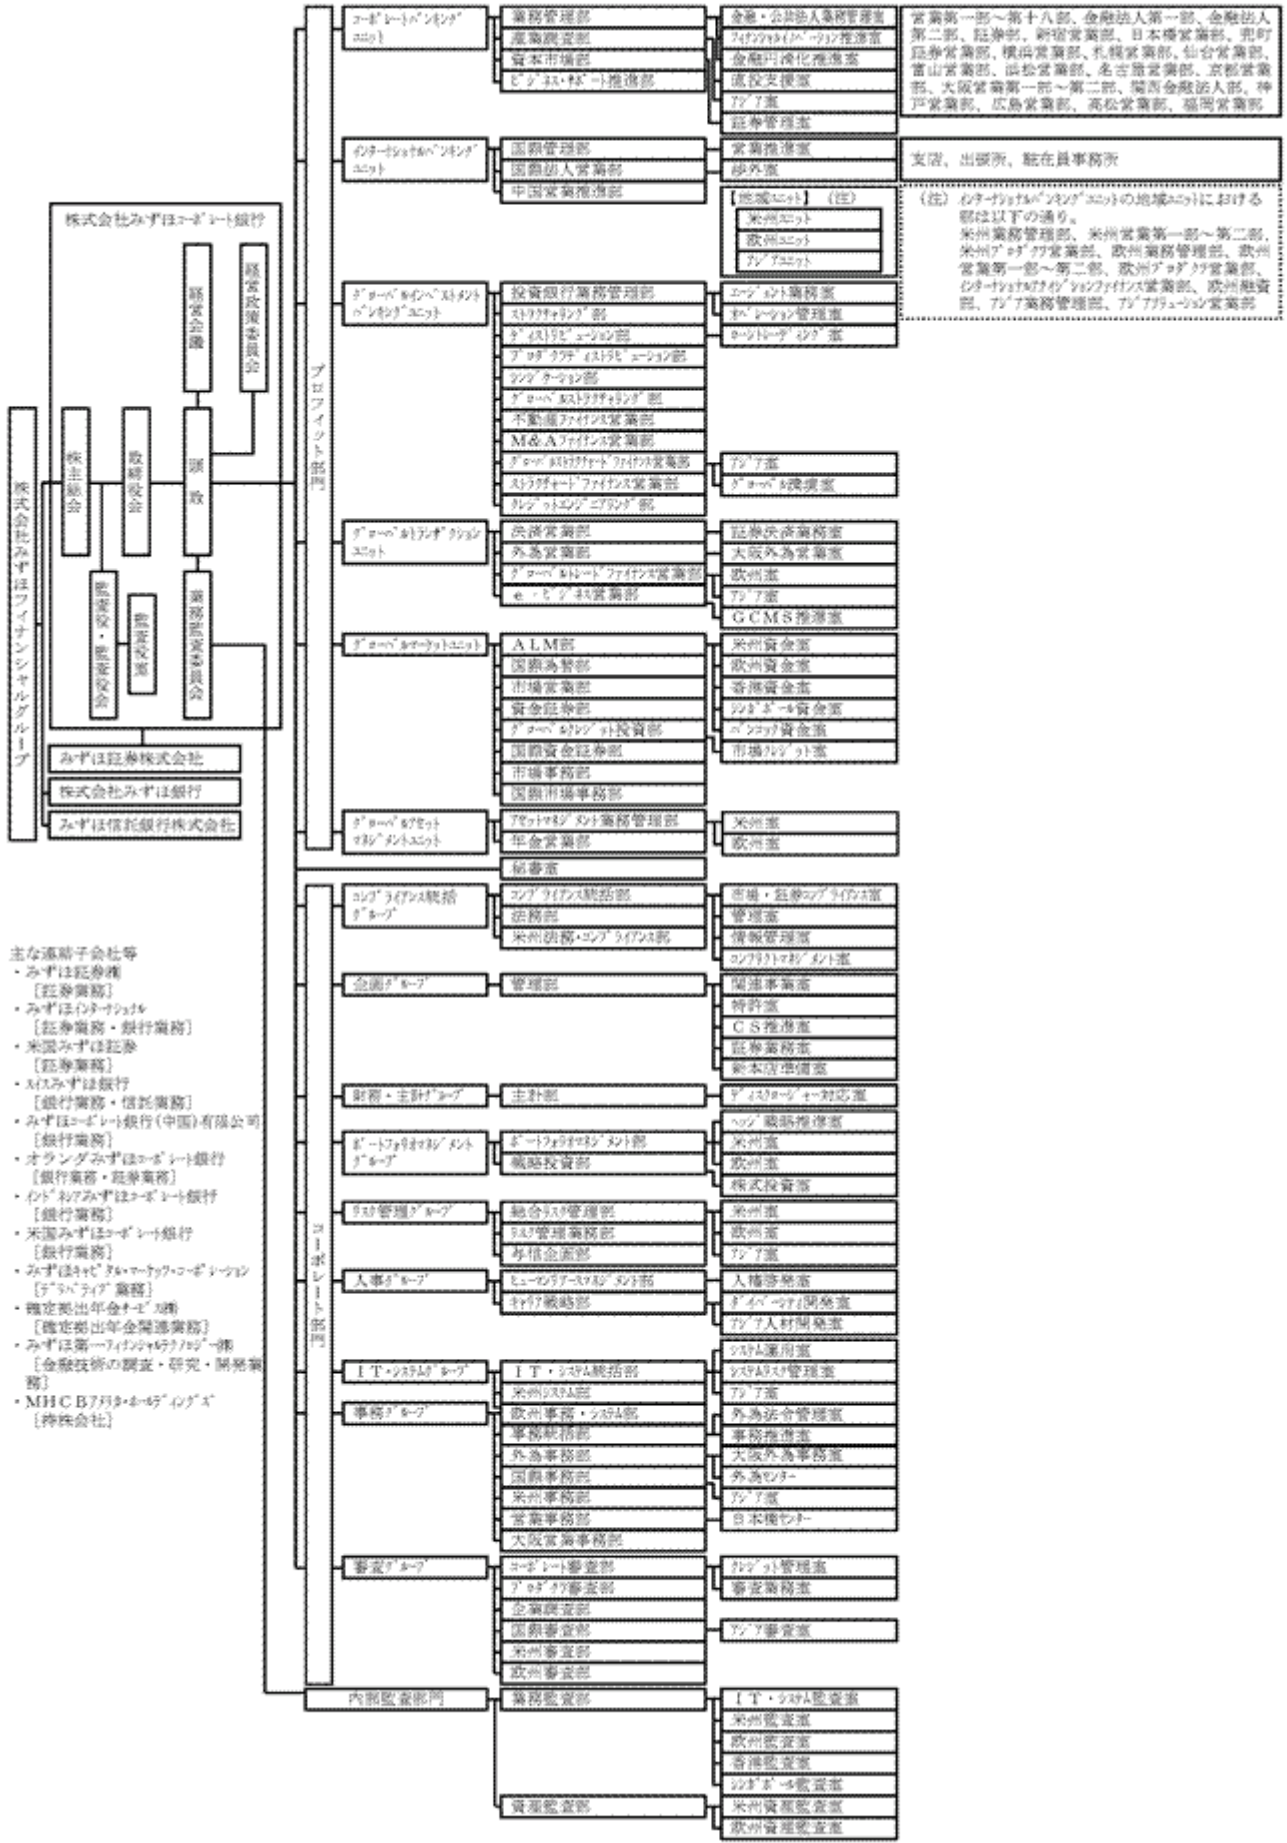 コーポレートバンキング
ユニット
業務管理部
産業調査部
資本市場部
ビジネス・サポート推進部
金融・公共法人業務管理室
フィナンシャルイノベーション推進室
金融円滑化推進室
直投支援室
アジア室
証券管理室
営業第一部～第十八部、金融法人第一部、金融法人
第二部、証券部、新宿営業部、日本橋営業部、兜町
証券営業部、横浜営業部、札幌営業部、仙台営業部、
富山営業部、浜松営業部、名古屋営業部、京都営業
部、大阪営業第一部～第二部、関西金融法人部、神
戸営業部、広島営業部、高松営業部、福岡営業部
インターナショナルバンキング
ユニット
国際管理部
国際法人営業部
中国営業推進部
営業推進室
渉外室
支店、出張所、駐在員事務所
【地域ユニット】（注）
米州ユニット
欧州ユニット
アジアユニット
（注）インターナショナルバンキングユニットの地域ユニットにおける
部は以下の通り。
米州業務管理部、米州営業第一部～第二部、
米州プロダクツ営業部、欧州業務管理部、欧州
営業第一部～第二部、欧州プロダクツ営業部、
インターナショナルアクイジションファイナンス営業部、欧州融資
部、アジア業務管理部、アジアソリューション営業部
株式会社みずほコーポレート銀行
経営会議
経営政策委員会
株式会社みずほフィナンシャルグループ
株主総会
取締役会
頭取
監査役・監査役会
監査役室
業務監査委員会
みずほ証券株式会社
株式会社みずほ銀行
みずほ信託銀行株式会社
プロフィット部門
グローバルインベストメント
バンキングユニット
投資銀行業務管理部
ストラクチャリング部
ディストリビューション部
プロダクツディストリビューション部
シンジケーション部
グローバルストラクチャリング部
不動産ファイナンス営業部
M&Aファイナンス営業部
グローバルストラクチャードファイナンス営業部
ストラクチャードファイナンス営業部
クレジットエンジニアリング部
エージェント業務室
オペレーション管理室
ローントレーディング室
アジア室
グローバル環境室
グローバルトランザクション
ユニット
決済営業部
外為営業部
グローバルトレードファイナンス営業部
e-ビジネス営業部
証券決済業務室
大阪外為営業室
欧州室
アジア室
GCMS推進室
グローバルマーケットユニット
ALM部
国際為替部
市場営業部
資金証券部
グローバルクレジット投資部
国際資金証券部
市場事務部
国際市場事務部
米州資金室
欧州資金室
香港資金室
シンガポール資金室
バンコック資金室
市場クレジット室
グローバルアセット
マネジメントユニット
アセットマネジメント業務管理部
年金営業部
米州室
欧州室
秘書室
コーポレート部門
コンプライアンス統括
グループ
コンプライアンス統括部
法務部
米州法務・コンプライアンス部
市場・証券コンプライアンス室
管理室
情報管理室
コンフリクトマネジメント室
企画グループ
管理部
関連事業室
特許室
CS推進室
証券業務室
新本店準備室
財務・主計グループ
主計部
ディスクロージャー対応室
ポートフォリオマネジメント
グループ
ポートフォリオマネジメント部
戦略投資部
ヘッジ戦略推進室
米州室
欧州室
株式投資室
リスク管理グループ
総合リスク管理部
リスク管理業務部
与信企画部
米州室
欧州室
アジア室
人事グループ
ヒューマンリソースマネジメント部
キャリア戦略部
人権啓発室
ダイバーシティ開発室
アジア人材開発室
IT・システムグループ
IT・システム統括部
米州システム部
欧州事務・システム部
システム運用室
システムリスク管理室
アジア室
事務グループ
事務統括部
外為事務部
国際事務部
米州事務部
営業事務部
大阪営業事務部
外為法令管理室
事務推進室
大阪外為事務室
外為センター
アジア室
日本橋センター
審査グループ
コーポレート審査部
プロダクツ審査部
企業調査部
国際審査部
米州審査部
欧州審査部
クレジット管理室
審査業務室
アジア審査室
内部監査部門
業務監査部
資産監査部
IT・システム監査室
米州監査室
欧州監査室
香港監査室
シンガポール監査室
米州資産監査室
欧州資産監査室
主な連結子会社等
・みずほ証券㈱
［証券業務］
・みずほインターナショナル
［証券業務・銀行業務］
・米国みずほ証券
［証券業務］
・スイスみずほ銀行
［銀行業務・信託業務］
・みずほコーポレート銀行(中国)有限公司
［銀行業務］
・オランダみずほコーポレート銀行
［銀行業務・証券業務］
・インドネシアみずほコーポレート銀行
［銀行業務］
・米国みずほコーポレート銀行
［銀行業務］
・みずほキャピタル・マーケッツ・コーポレーション
［デリバティブ業務］
・確定拠出年金サービス㈱
［確定拠出年金関連業務］
・みずほ第一フィナンシャルテクノロジー㈱
［金融技術の調査・研究・開発業
務］
・MHCBアメリカ・ホールディングズ
［持株会社］